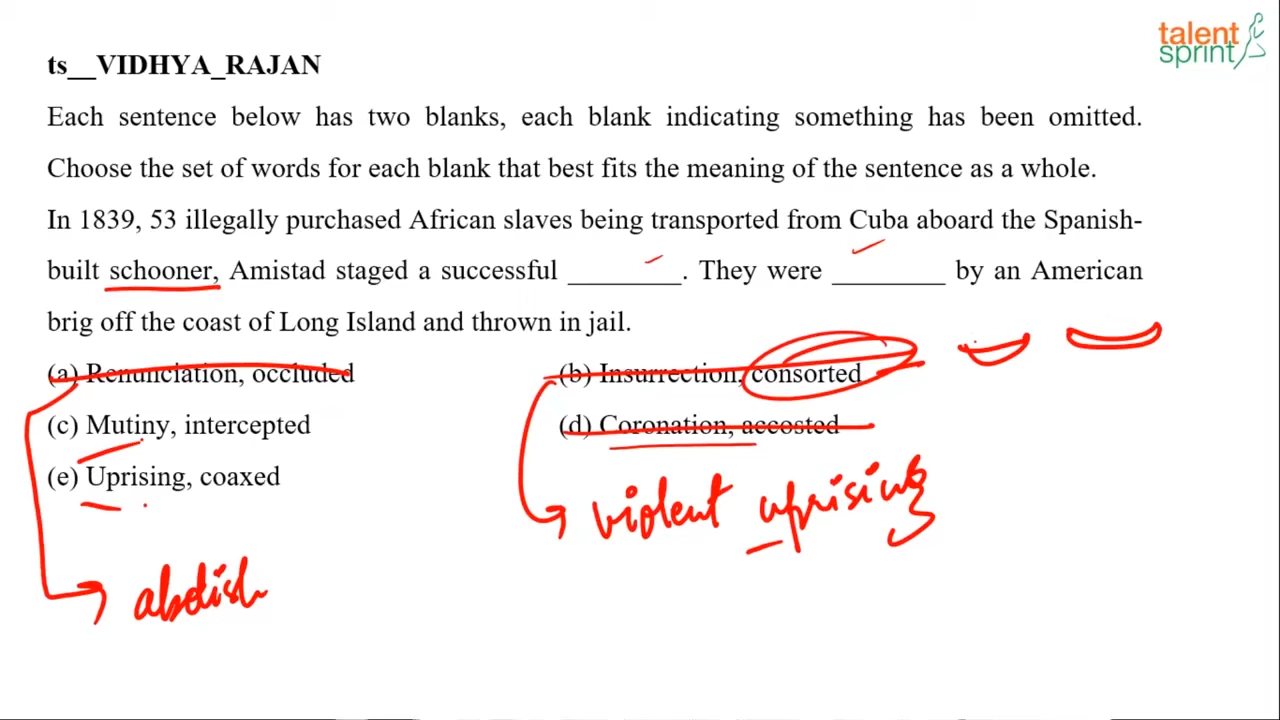 talent
sprint
ts__VIDHYA_RAJAN
Each sentence below has two blanks, each blank indicating something has been omitted.
Choose the set of words for each blank that best fits the meaning of the sentence as a whole.
In 1839, 53 illegally purchased African slaves being transported from Cuba aboard the Spanish-
built schooner, Amistad staged a successful ________. They were ________ by an American
brig off the coast of Long Island and thrown in jail.
(a) Renunciation, occluded (b) Insurrection, consorted
(c) Mutiny, intercepted (d) Coronation, accosted
(e) Uprising, coaxed
violent uprising
abolish